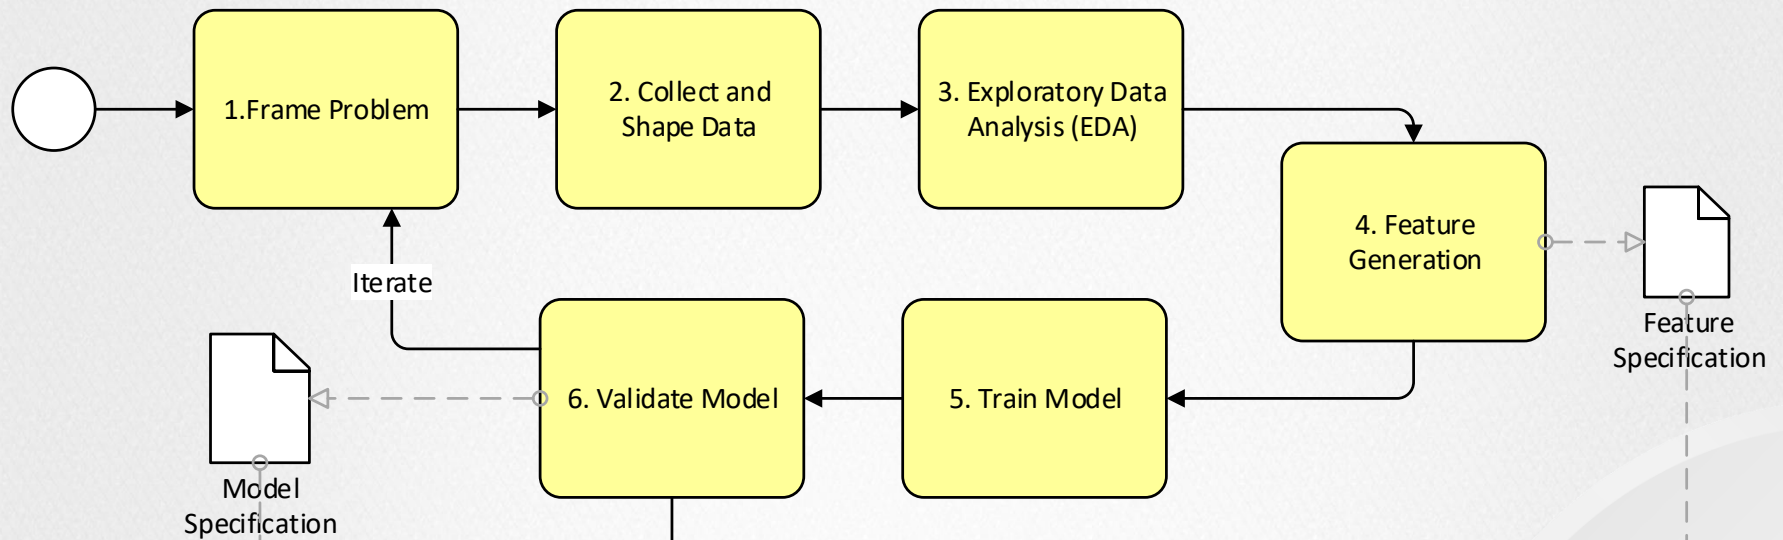 1.Frame Problem
2. Collect and
Shape Data
3. Exploratory Data
Analysis (EDA)
4. Feature
Generation
Feature
Specification
Iterate
5. Train Model
6. Validate Model
Model
Specification